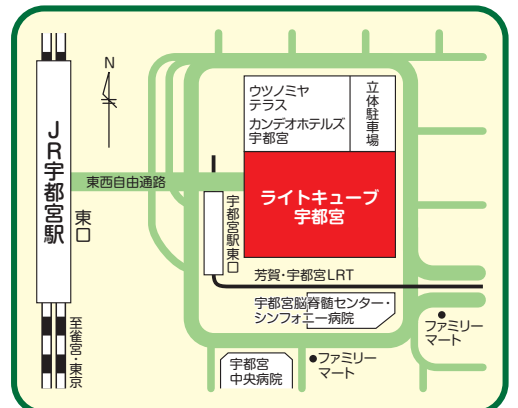 N
ウツノミヤ
テラス
カンデオホテルズ
宇都宮
立体駐車場
JR宇都宮駅
東口
東西自由通路
ライトキューブ
宇都宮
宇都宮駅東口
芳賀・宇都宮LRT
宇都宮脳脊髄センター・
シンフォニー病院
ファミリー
マート
至雀宮・東京
宇都宮
中央病院
ファミリー
マート